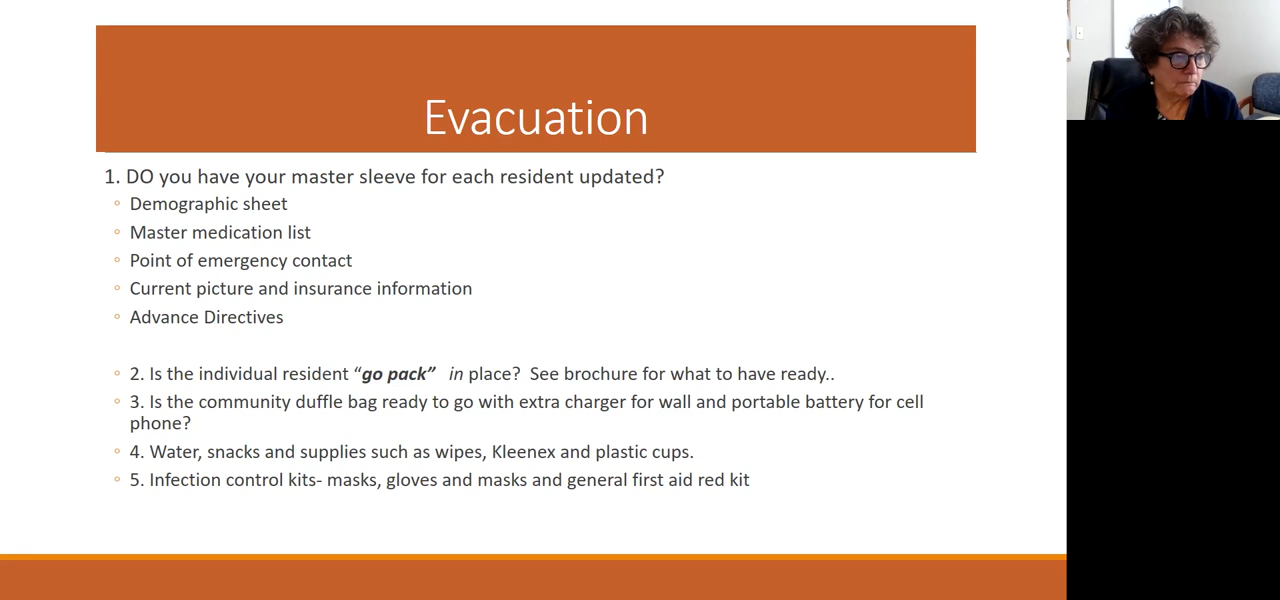 Evacuation
1. DO you have your master sleeve for each resident updated?
Demographic sheet
Master medication list
Point of emergency contact
Current picture and insurance information
Advance Directives
2. Is the individual resident “go pack” in place? See brochure for what to have ready..
3. Is the community duffle bag ready to go with extra charger for wall and portable battery for cell
phone?
4. Water, snacks and supplies such as wipes, Kleenex and plastic cups.
5. Infection control kits- masks, gloves and masks and general first aid red kit